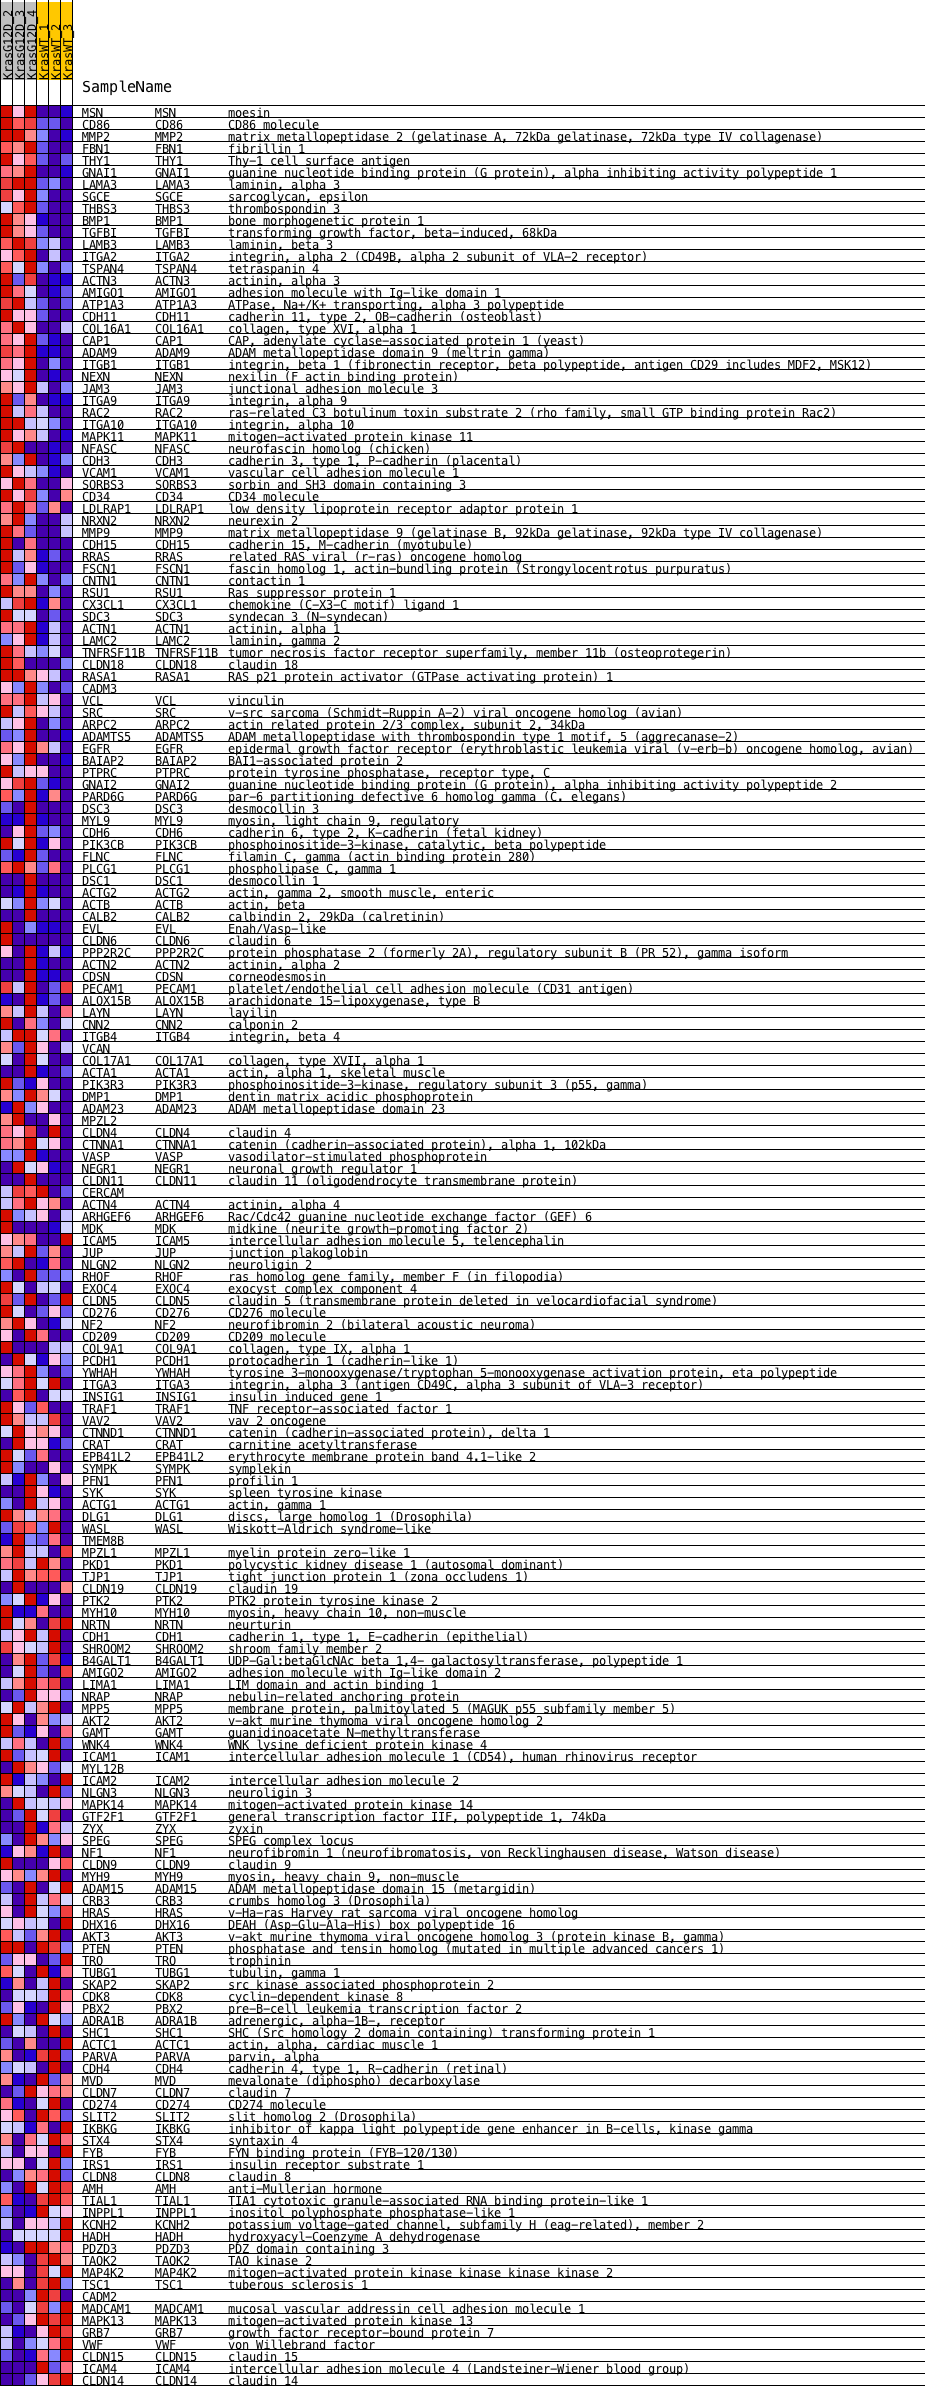 KrasG12D_2
KrasG12D_3
KrasG12D_4
KrasWT_1
KrasWT_2
KrasWT_3
SampleName
MSN MSN moesin
CD86 CD86 CD86 molecule
MMP2 MMP2 matrix metallopeptidase 2 (gelatinase A, 72kDa gelatinase, 72kDa type IV collagenase)
FBN1 FBN1 fibrillin 1
THY1 THY1 Thy-1 cell surface antigen
GNAI1 GNAI1 guanine nucleotide binding protein (G protein), alpha inhibiting activity polypeptide 1
LAMA3 LAMA3 laminin, alpha 3
SGCE SGCE sarcoglycan, epsilon
THBS3 THBS3 thrombospondin 3
BMP1 BMP1 bone morphogenetic protein 1
TGFBI TGFBI transforming growth factor, beta-induced, 68kDa
LAMB3 LAMB3 laminin, beta 3
ITGA2 ITGA2 integrin, alpha 2 (CD49B, alpha 2 subunit of VLA-2 receptor)
TSPAN4 TSPAN4 tetraspanin 4
ACTN3 ACTN3 actinin, alpha 3
AMIGO1 AMIGO1 adhesion molecule with Ig-like domain 1
ATP1A3 ATP1A3 ATPase, Na+/K+ transporting, alpha 3 polypeptide
CDH11 CDH11 cadherin 11, type 2, OB-cadherin (osteoblast)
COL16A1 COL16A1 collagen, type XVI, alpha 1
CAP1 CAP1 CAP, adenylate cyclase-associated protein 1 (yeast)
ADAM9 ADAM9 ADAM metallopeptidase domain 9 (meltrin gamma)
ITGB1 ITGB1 integrin, beta 1 (fibronectin receptor, beta polypeptide, antigen CD29 includes MDF2, MSK12)
NEXN NEXN nexilin (F actin binding protein)
JAM3 JAM3 junctional adhesion molecule 3
ITGA9 ITGA9 integrin, alpha 9
RAC2 RAC2 ras-related C3 botulinum toxin substrate 2 (rho family, small GTP binding protein Rac2)
ITGA10 ITGA10 integrin, alpha 10
MAPK11 MAPK11 mitogen-activated protein kinase 11
NFASC NFASC neurofascin homolog (chicken)
CDH3 CDH3 cadherin 3, type 1, P-cadherin (placental)
VCAM1 VCAM1 vascular cell adhesion molecule 1
SORBS3 SORBS3 sorbin and SH3 domain containing 3
CD34 CD34 CD34 molecule
LDLRAP1 LDLRAP1 low density lipoprotein receptor adaptor protein 1
NRXN2 NRXN2 neurexin 2
MMP9 MMP9 matrix metallopeptidase 9 (gelatinase B, 92kDa gelatinase, 92kDa type IV collagenase)
CDH15 CDH15 cadherin 15, M-cadherin (myotubule)
RRAS RRAS related RAS viral (r-ras) oncogene homolog
FSCN1 FSCN1 fascin homolog 1, actin-bundling protein (Strongylocentrotus purpuratus)
CNTN1 CNTN1 contactin 1
RSU1 RSU1 Ras suppressor protein 1
CX3CL1 CX3CL1 chemokine (C-X3-C motif) ligand 1
SDC3 SDC3 syndecan 3 (N-syndecan)
ACTN1 ACTN1 actinin, alpha 1
LAMC2 LAMC2 laminin, gamma 2
TNFRSF11B TNFRSF11B tumor necrosis factor receptor superfamily, member 11b (osteoprotegerin)
CLDN18 CLDN18 claudin 18
RASA1 RASA1 RAS p21 protein activator (GTPase activating protein) 1
CADM3
VCL VCL vinculin
SRC SRC v-src sarcoma (Schmidt-Ruppin A-2) viral oncogene homolog (avian)
ARPC2 ARPC2 actin related protein 2/3 complex, subunit 2, 34kDa
ADAMTS5 ADAMTS5 ADAM metallopeptidase with thrombospondin type 1 motif, 5 (aggrecanase-2)
EGFR EGFR epidermal growth factor receptor (erythroblastic leukemia viral (v-erb-b) oncogene homolog, avian)
BAIAP2 BAIAP2 BAI1-associated protein 2
PTPRC PTPRC protein tyrosine phosphatase, receptor type, C
GNAI2 GNAI2 guanine nucleotide binding protein (G protein), alpha inhibiting activity polypeptide 2
PARD6G PARD6G par-6 partitioning defective 6 homolog gamma (C. elegans)
DSC3 DSC3 desmocollin 3
MYL9 MYL9 myosin, light chain 9, regulatory
CDH6 CDH6 cadherin 6, type 2, K-cadherin (fetal kidney)
PIK3CB PIK3CB phosphoinositide-3-kinase, catalytic, beta polypeptide
FLNC FLNC filamin C, gamma (actin binding protein 280)
PLCG1 PLCG1 phospholipase C, gamma 1
DSC1 DSC1 desmocollin 1
ACTG2 ACTG2 actin, gamma 2, smooth muscle, enteric
ACTB ACTB actin, beta
CALB2 CALB2 calbindin 2, 29kDa (calretinin)
EVL EVL Enah/Vasp-like
CLDN6 CLDN6 claudin 6
PPP2R2C PPP2R2C protein phosphatase 2 (formerly 2A), regulatory subunit B (PR 52), gamma isoform
ACTN2 ACTN2 actinin, alpha 2
CDSN CDSN corneodesmosin
PECAM1 PECAM1 platelet/endothelial cell adhesion molecule (CD31 antigen)
ALOX15B ALOX15B arachidonate 15-lipoxygenase, type B
LAYN LAYN layilin
CNN2 CNN2 calponin 2
ITGB4 ITGB4 integrin, beta 4
VCAN
COL17A1 COL17A1 collagen, type XVII, alpha 1
ACTA1 ACTA1 actin, alpha 1, skeletal muscle
PIK3R3 PIK3R3 phosphoinositide-3-kinase, regulatory subunit 3 (p55, gamma)
DMP1 DMP1 dentin matrix acidic phosphoprotein
ADAM23 ADAM23 ADAM metallopeptidase domain 23
MPZL2
CLDN4 CLDN4 claudin 4
CTNNA1 CTNNA1 catenin (cadherin-associated protein), alpha 1, 102kDa
VASP VASP vasodilator-stimulated phosphoprotein
NEGR1 NEGR1 neuronal growth regulator 1
CLDN11 CLDN11 claudin 11 (oligodendrocyte transmembrane protein)
CERCAM
ACTN4 ACTN4 actinin, alpha 4
ARHGEF6 ARHGEF6 Rac/Cdc42 guanine nucleotide exchange factor (GEF) 6
MDK MDK midkine (neurite growth-promoting factor 2)
ICAM5 ICAM5 intercellular adhesion molecule 5, telencephalin
JUP JUP junction plakoglobin
NLGN2 NLGN2 neuroligin 2
RHOF RHOF ras homolog gene family, member F (in filopodia)
EXOC4 EXOC4 exocyst complex component 4
CLDN5 CLDN5 claudin 5 (transmembrane protein deleted in velocardiofacial syndrome)
CD276 CD276 CD276 molecule
NF2 NF2 neurofibromin 2 (bilateral acoustic neuroma)
CD209 CD209 CD209 molecule
COL9A1 COL9A1 collagen, type IX, alpha 1
PCDH1 PCDH1 protocadherin 1 (cadherin-like 1)
YWHAH YWHAH tyrosine 3-monooxygenase/tryptophan 5-monooxygenase activation protein, eta polypeptide
ITGA3 ITGA3 integrin, alpha 3 (antigen CD49C, alpha 3 subunit of VLA-3 receptor)
INSIG1 INSIG1 insulin induced gene 1
TRAF1 TRAF1 TNF receptor-associated factor 1
VAV2 VAV2 vav 2 oncogene
CTNND1 CTNND1 catenin (cadherin-associated protein), delta 1
CRAT CRAT carnitine acetyltransferase
EPB41L2 EPB41L2 erythrocyte membrane protein band 4.1-like 2
SYMPK SYMPK symplekin
PFN1 PFN1 profilin 1
SYK SYK spleen tyrosine kinase
ACTG1 ACTG1 actin, gamma 1
DLG1 DLG1 discs, large homolog 1 (Drosophila)
WASL WASL Wiskott-Aldrich syndrome-like
TMEM8B
MPZL1 MPZL1 myelin protein zero-like 1
PKD1 PKD1 polycystic kidney disease 1 (autosomal dominant)
TJP1 TJP1 tight junction protein 1 (zona occludens 1)
CLDN19 CLDN19 claudin 19
PTK2 PTK2 PTK2 protein tyrosine kinase 2
MYH10 MYH10 myosin, heavy chain 10, non-muscle
NRTN NRTN neurturin
CDH1 CDH1 cadherin 1, type 1, E-cadherin (epithelial)
SHROOM2 SHROOM2 shroom family member 2
B4GALT1 B4GALT1 UDP-Gal:betaGlcNAc beta 1,4- galactosyltransferase, polypeptide 1
AMIGO2 AMIGO2 adhesion molecule with Ig-like domain 2
LIMA1 LIMA1 LIM domain and actin binding 1
NRAP NRAP nebulin-related anchoring protein
MPP5 MPP5 membrane protein, palmitoylated 5 (MAGUK p55 subfamily member 5)
AKT2 AKT2 v-akt murine thymoma viral oncogene homolog 2
GAMT GAMT guanidinoacetate N-methyltransferase
WNK4 WNK4 WNK lysine deficient protein kinase 4
ICAM1 ICAM1 intercellular adhesion molecule 1 (CD54), human rhinovirus receptor
MYL12B
ICAM2 ICAM2 intercellular adhesion molecule 2
NLGN3 NLGN3 neuroligin 3
MAPK14 MAPK14 mitogen-activated protein kinase 14
GTF2F1 GTF2F1 general transcription factor IIF, polypeptide 1, 74kDa
ZYX ZYX zyxin
SPEG SPEG SPEG complex locus
NF1 NF1 neurofibromin 1 (neurofibromatosis, von Recklinghausen disease, Watson disease)
CLDN9 CLDN9 claudin 9
MYH9 MYH9 myosin, heavy chain 9, non-muscle
ADAM15 ADAM15 ADAM metallopeptidase domain 15 (metargidin)
CRB3 CRB3 crumbs homolog 3 (Drosophila)
HRAS HRAS v-Ha-ras Harvey rat sarcoma viral oncogene homolog
DHX16 DHX16 DEAH (Asp-Glu-Ala-His) box polypeptide 16
AKT3 AKT3 v-akt murine thymoma viral oncogene homolog 3 (protein kinase B, gamma)
PTEN PTEN phosphatase and tensin homolog (mutated in multiple advanced cancers 1)
TRO TRO trophinin
TUBG1 TUBG1 tubulin, gamma 1
SKAP2 SKAP2 src kinase associated phosphoprotein 2
CDK8 CDK8 cyclin-dependent kinase 8
PBX2 PBX2 pre-B-cell leukemia transcription factor 2
ADRA1B ADRA1B adrenergic, alpha-1B-, receptor
SHC1 SHC1 SHC (Src homology 2 domain containing) transforming protein 1
ACTC1 ACTC1 actin, alpha, cardiac muscle 1
PARVA PARVA parvin, alpha
CDH4 CDH4 cadherin 4, type 1, R-cadherin (retinal)
MVD MVD mevalonate (diphospho) decarboxylase
CLDN7 CLDN7 claudin 7
CD274 CD274 CD274 molecule
SLIT2 SLIT2 slit homolog 2 (Drosophila)
IKBKG IKBKG inhibitor of kappa light polypeptide gene enhancer in B-cells, kinase gamma
STX4 STX4 syntaxin 4
FYB FYB FYN binding protein (FYB-120/130)
IRS1 IRS1 insulin receptor substrate 1
CLDN8 CLDN8 claudin 8
AMH AMH anti-Mullerian hormone
TIAL1 TIAL1 TIA1 cytotoxic granule-associated RNA binding protein-like 1
INPPL1 INPPL1 inositol polyphosphate phosphatase-like 1
KCNH2 KCNH2 potassium voltage-gated channel, subfamily H (eag-related), member 2
HADH HADH hydroxyacyl-Coenzyme A dehydrogenase
PDZD3 PDZD3 PDZ domain containing 3
TAOK2 TAOK2 TAO kinase 2
MAP4K2 MAP4K2 mitogen-activated protein kinase kinase kinase kinase 2
TSC1 TSC1 tuberous sclerosis 1
CADM2
MADCAM1 MADCAM1 mucosal vascular addressin cell adhesion molecule 1
MAPK13 MAPK13 mitogen-activated protein kinase 13
GRB7 GRB7 growth factor receptor-bound protein 7
VWF VWF von Willebrand factor
CLDN15 CLDN15 claudin 15
ICAM4 ICAM4 intercellular adhesion molecule 4 (Landsteiner-Wiener blood group)
CLDN14 CLDN14 claudin 14